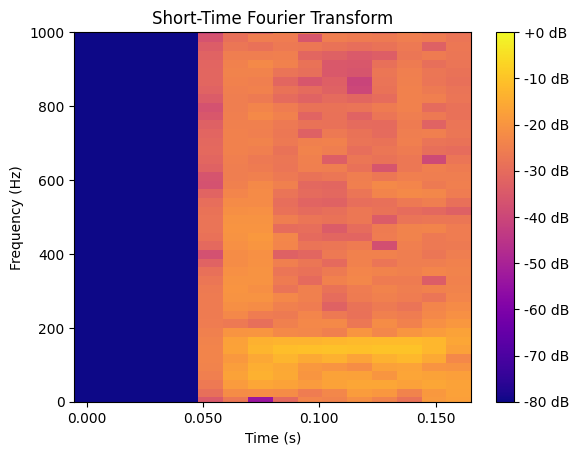 Short-Time Fourier Transform
Frequency (Hz)
1000
800
600
400
200
0
0.000
0.050
0.100
0.150
Time (s)
+0 dB
-10 dB
-20 dB
-30 dB
-40 dB
-50 dB
-60 dB
-70 dB
-80 dB